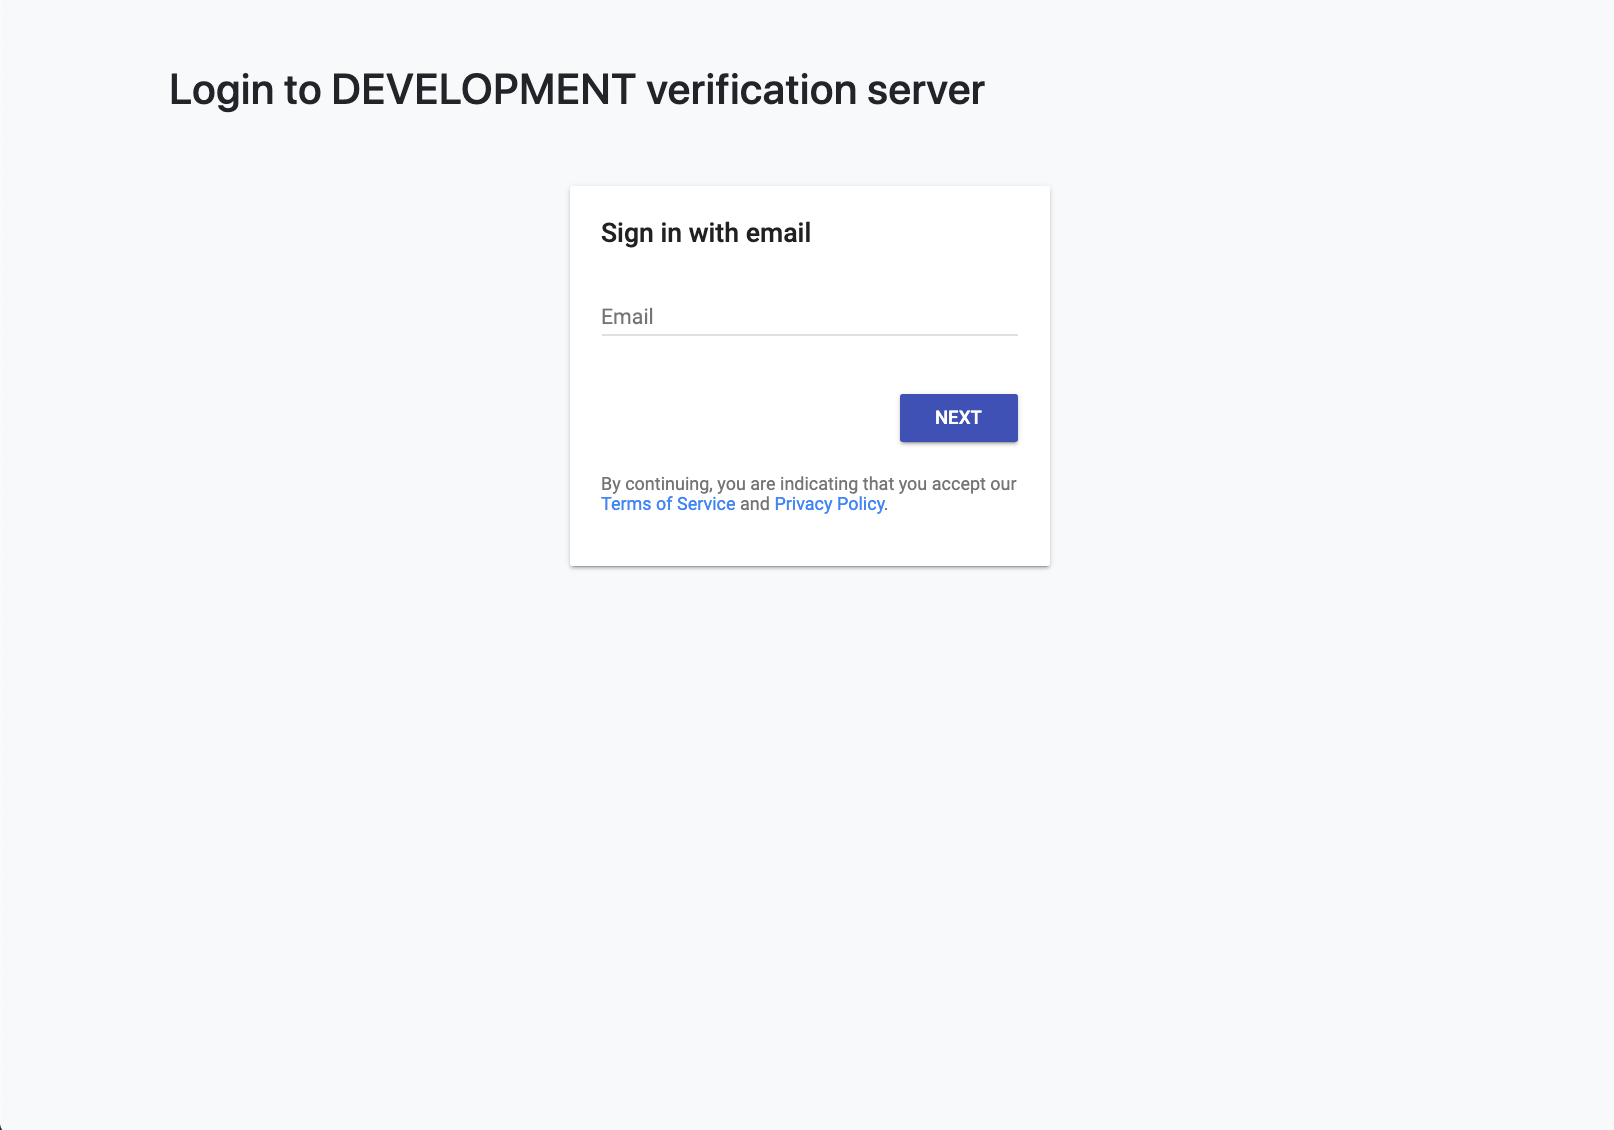 Login to DEVELOPMENT verification server
Sign in with email
Email
NEXT
By continuing, you are indicating that you accept our
Terms of Service and Privacy Policy.